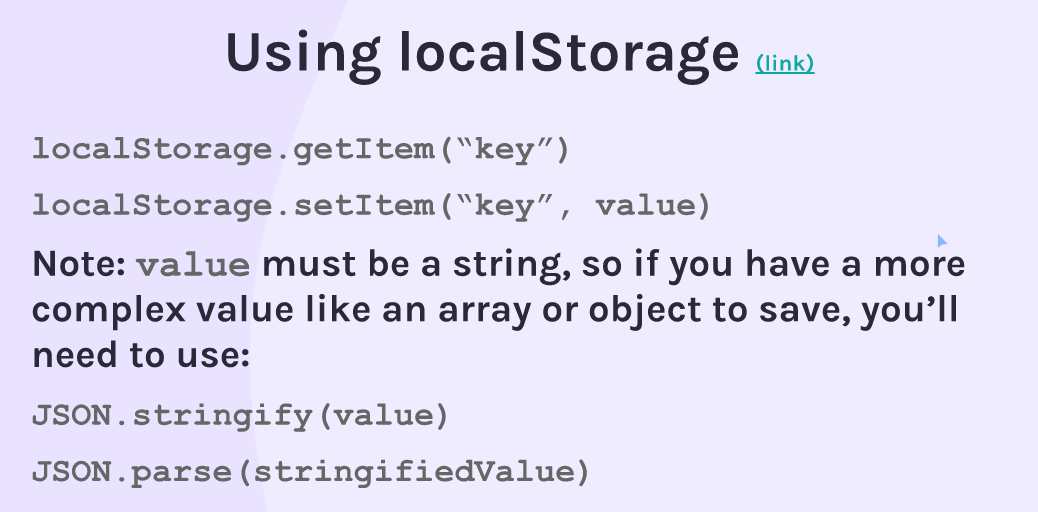 Using localStorage (link)
localStorage.getItem(“key”)
localStorage.setItem(“key”, value)
Note: value must be a string, so if you have a more
complex value like an array or object to save, you’ll
need to use:
JSON.stringify(value)
JSON.parse(stringifiedValue)